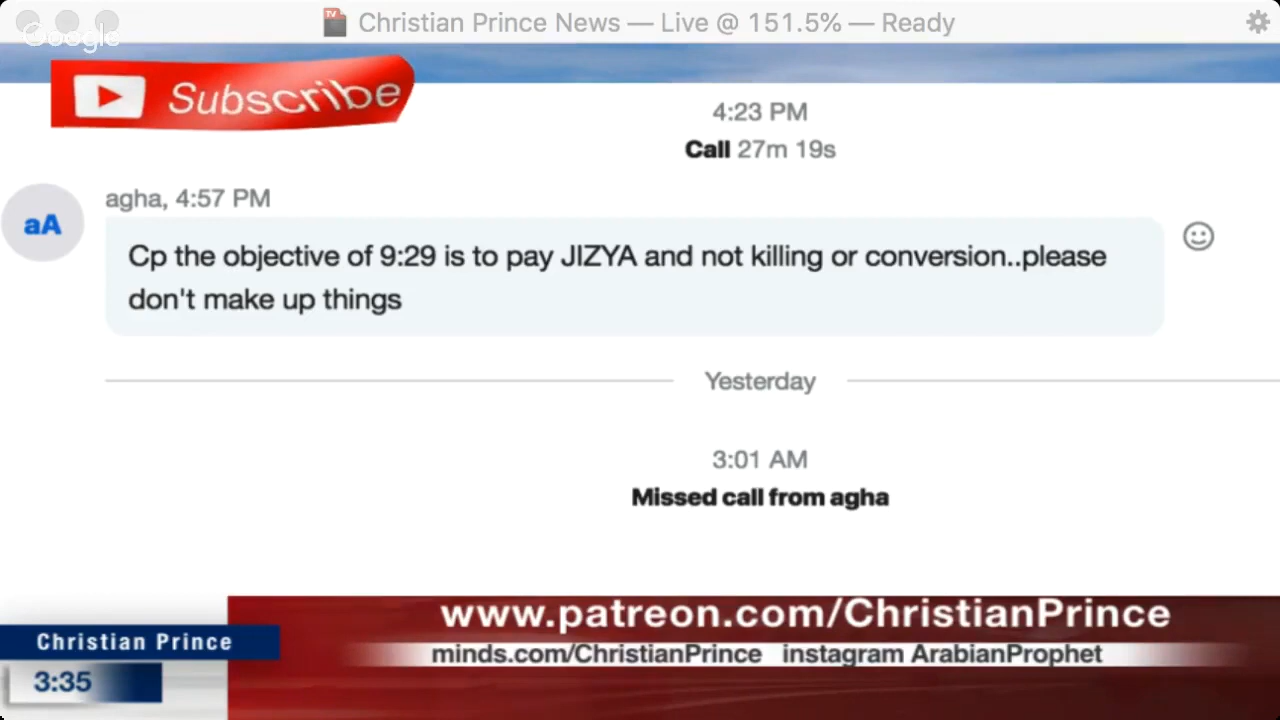 Christian Prince News — Live @ 151.5% — Ready
Google
TV
Subscribe
4:23 PM
Call 27m 19s
agha, 4:57 PM
aA
Cp the objective of 9:29 is to pay JIZYA and not killing or conversion..please
don't make up things
Yesterday
3:01 AM
Missed call from agha
www.patreon.com/ChristianPrince
Christian Prince
minds.com/ChristianPrince instagram ArabianProphet
3:35